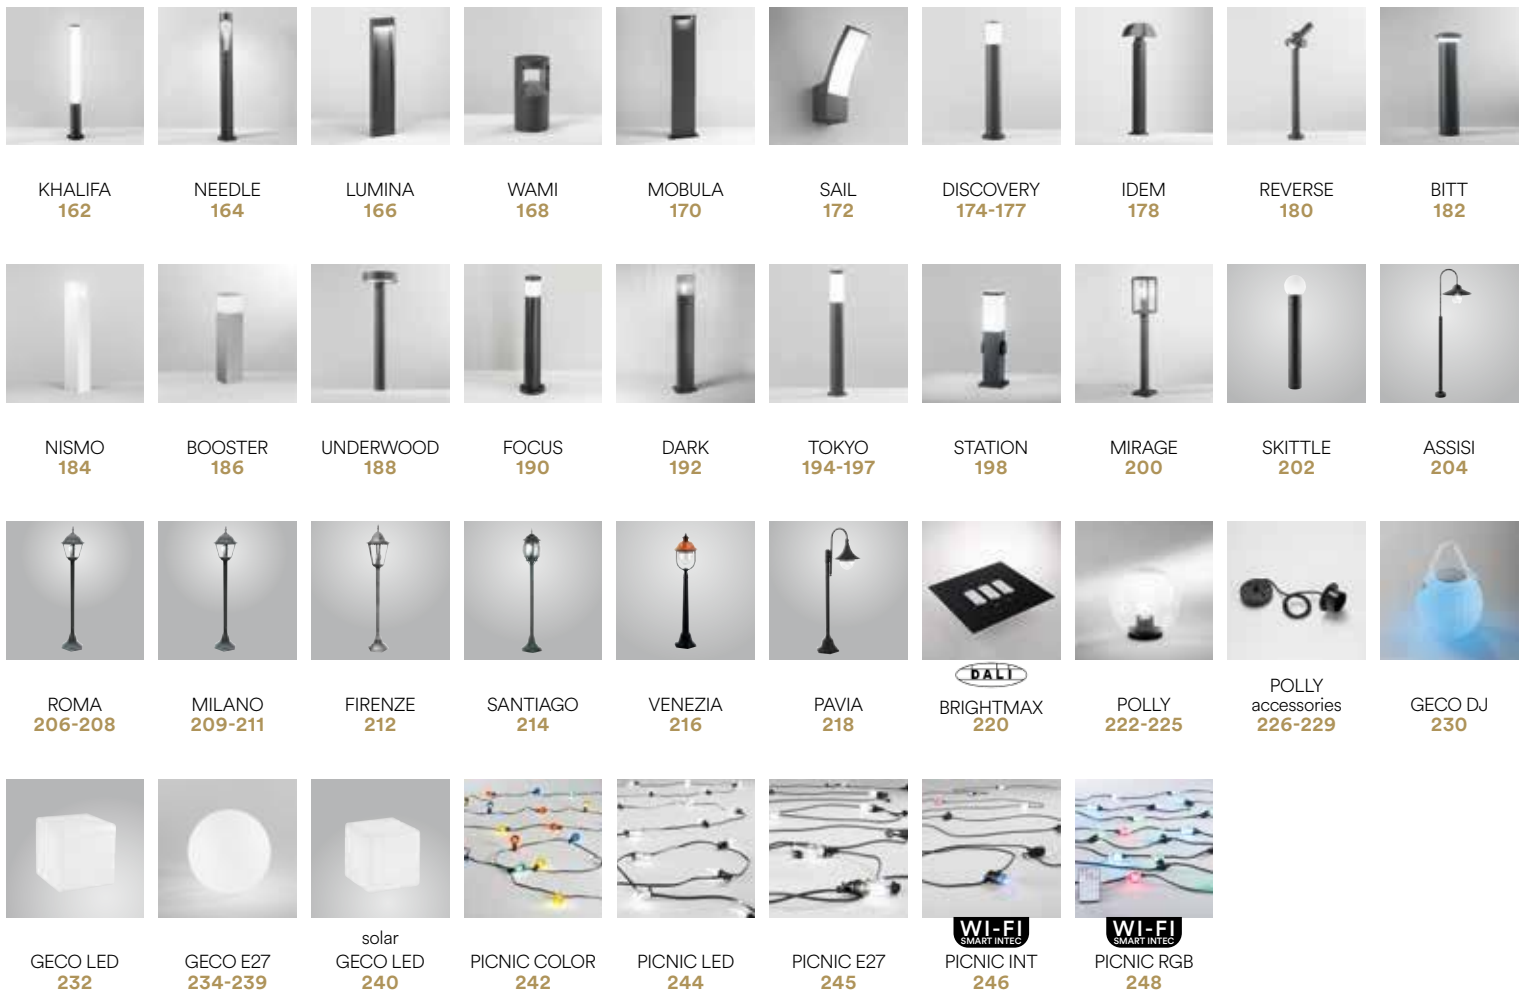 KHALIFA
162
NEEDLE
164
LUMINA
166
WAMI
168
MOBULA
170
SAIL
172
DISCOVERY
174-177
IDEM
178
REVERSE
180
BITT
182
NISMO
184
BOOSTER
186
UNDERWOOD
188
FOCUS
190
DARK
192
TOKYO
194-197
STATION
198
MIRAGE
200
SKITTLE
202
ASSISI
204
ROMA
206-208
MILANO
209-211
FIRENZE
212
SANTIAGO
214
VENEZIA
216
PAVIA
218
DALI
BRIGHTMAX
220
POLLY
222-225
POLLY
accessories
226-229
GECO DJ
230
GECO LED
232
GECO E27
234-239
solar
GECO LED
240
PICNIC COLOR
242
PICNIC LED
244
PICNIC E27
245
WI-FI
SMART INTEC
PICNIC INT
246
WI-FI
SMART INTEC
PICNIC RGB
248